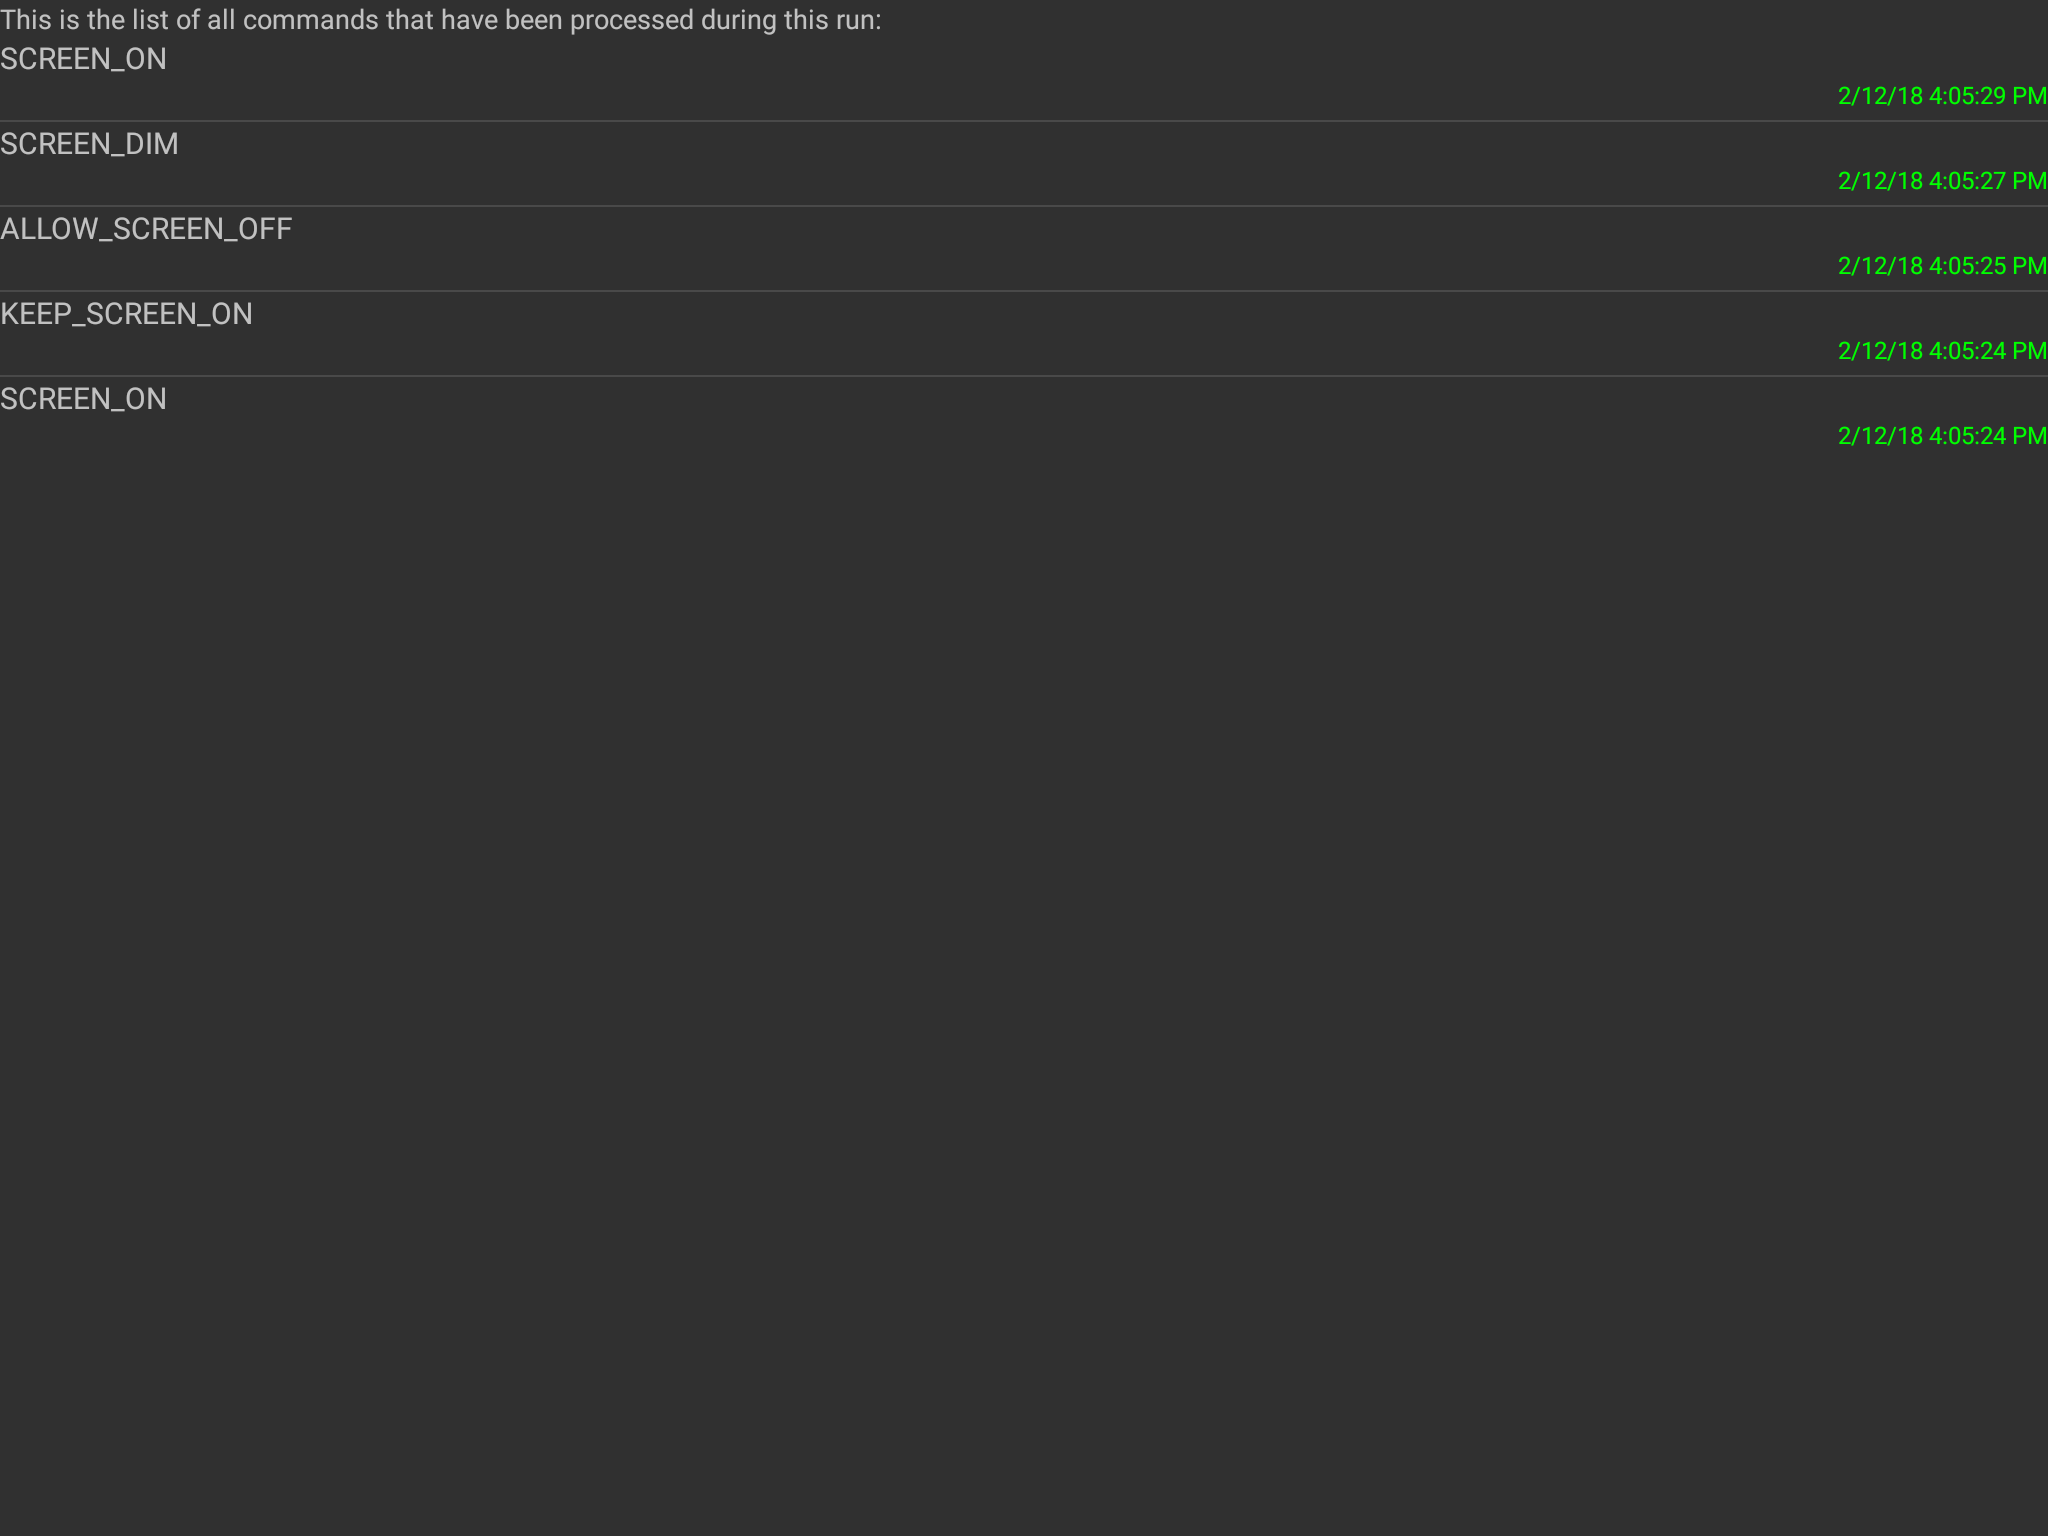 This is the list of all commands that have been processed during this run:
SCREEN_ON
2/12/18 4:05:29 PM
SCREEN_DIM
2/12/18 4:05:27 PM
ALLOW_SCREEN_OFF
2/12/18 4:05:25 PM
KEEP_SCREEN_ON
2/12/18 4:05:24 PM
SCREEN_ON
2/12/18 4:05:24 PM